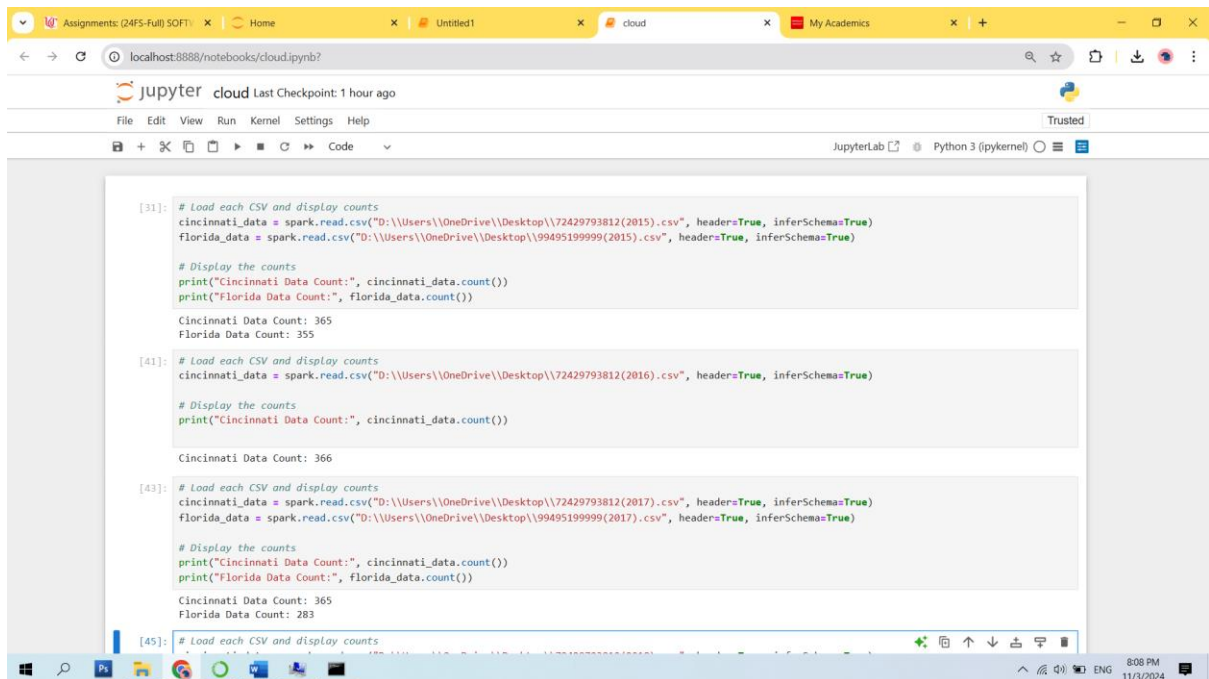 Assignments: (24FS-Full) SOFT
Home
Untitled1
cloud
My Academics
localhost:8888/notebooks/cloud.ipynb?
jupyter cloud Last Checkpoint: 1 hour ago
File Edit View Run Kernel Settings Help
Trusted
Code
JupyterLab
Python 3 (ipykernel)
[31]: # Load each CSV and display counts
cincinnati_data = spark.read.csv("D:\\Users\\OneDrive\\Desktop\\72429793812(2015).csv", header=True, inferSchema=True)
florida_data = spark.read.csv("D:\\Users\\OneDrive\\Desktop\\99495199999(2015).csv", header=True, inferSchema=True)
# Display the counts
print("Cincinnati Data Count:", cincinnati_data.count())
print("Florida Data Count:", florida_data.count())
Cincinnati Data Count: 365
Florida Data Count: 355
[41]: # Load each CSV and display counts
cincinnati_data = spark.read.csv("D:\\Users\\OneDrive\\Desktop\\72429793812(2016).csv", header=True, inferSchema=True)
# Display the counts
print("Cincinnati Data Count:", cincinnati_data.count())
Cincinnati Data Count: 366
[43]: # Load each CSV and display counts
cincinnati_data = spark.read.csv("D:\\Users\\OneDrive\\Desktop\\72429793812(2017).csv", header=True, inferSchema=True)
florida_data = spark.read.csv("D:\\Users\\OneDrive\\Desktop\\99495199999(2017).csv", header=True, inferSchema=True)
# Display the counts
print("Cincinnati Data Count:", cincinnati_data.count())
print("Florida Data Count:", florida_data.count())
Cincinnati Data Count: 365
Florida Data Count: 283
[45]: # Load each CSV and display counts
Ps
W
ENG
8:08 PM
11/3/2024